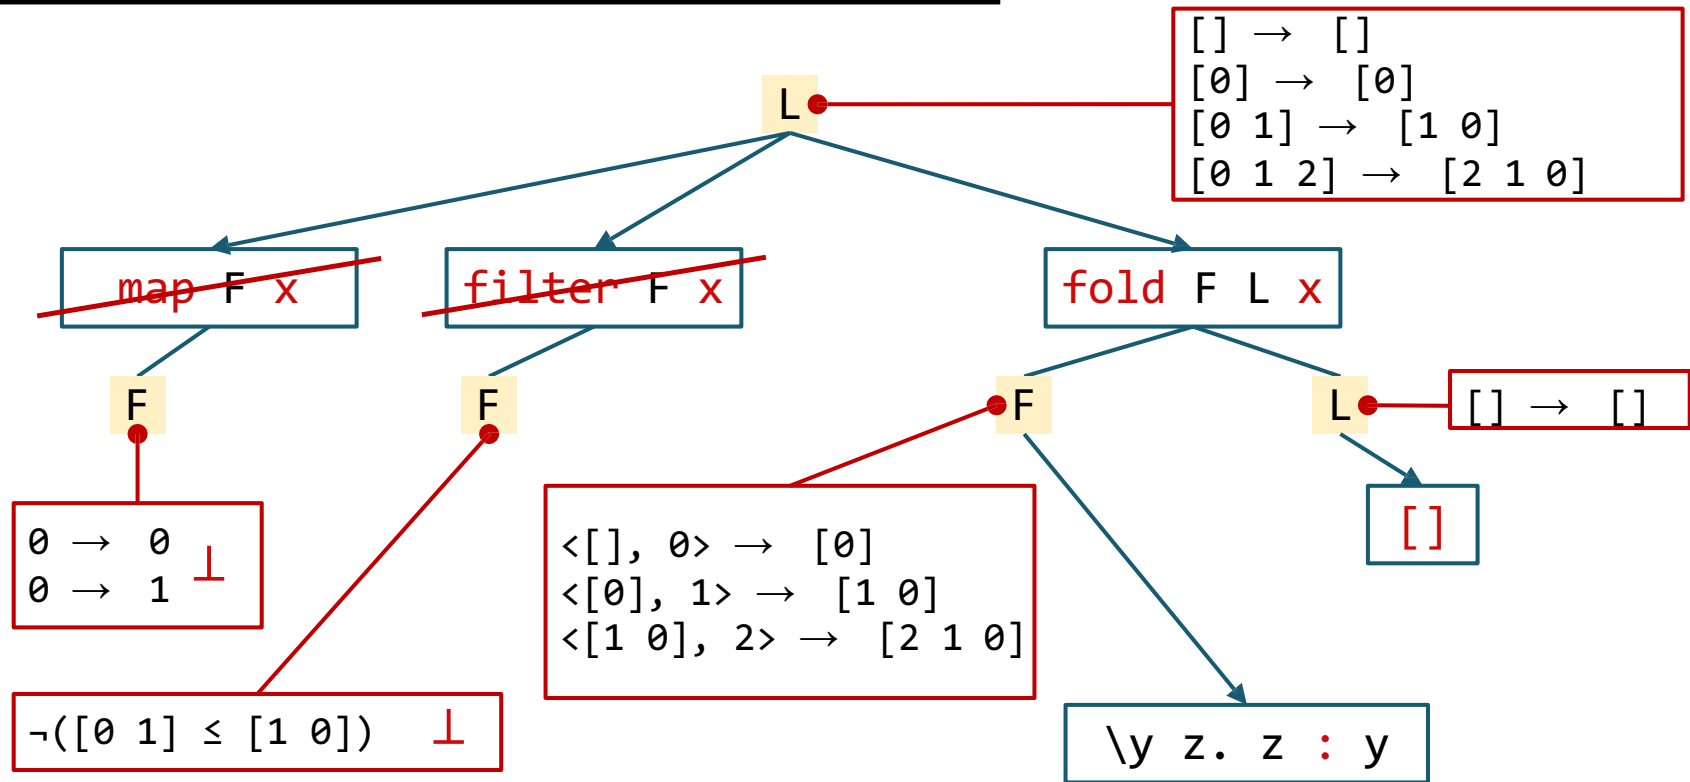 [] → []
[0] → [0]
[0 1] → [1 0]
[0 1 2] → [2 1 0]
L
map F x
filter F x
fold F L x
F
F
F
L
[] → []
0 → 0
0 → 1
⊥
<[], 0> → [0]
<[0], 1> → [1 0]
<[1 0], 2> → [2 1 0]
[]
¬([0 1] ≤ [1 0]) ⊥
\y z. z : y